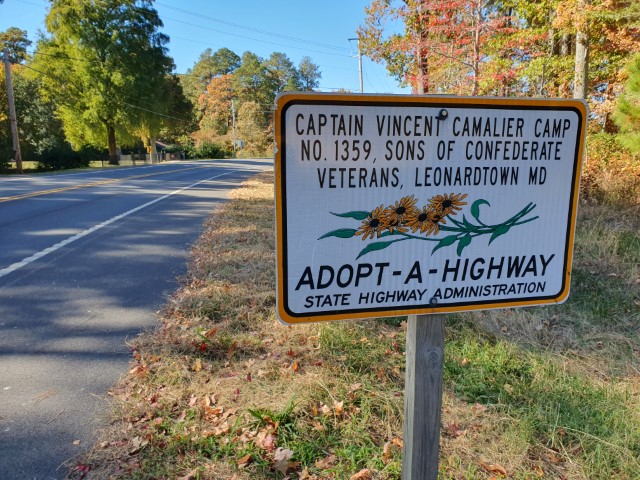 CAPTAIN VINCENT CAMALIER CAMP
NO. 1359, SONS OF CONFEDERATE
VETERANS, LEONARDTOWN MD
ADOPT-A-HIGHWAY
STATE HIGHWAY ADMINISTRATION